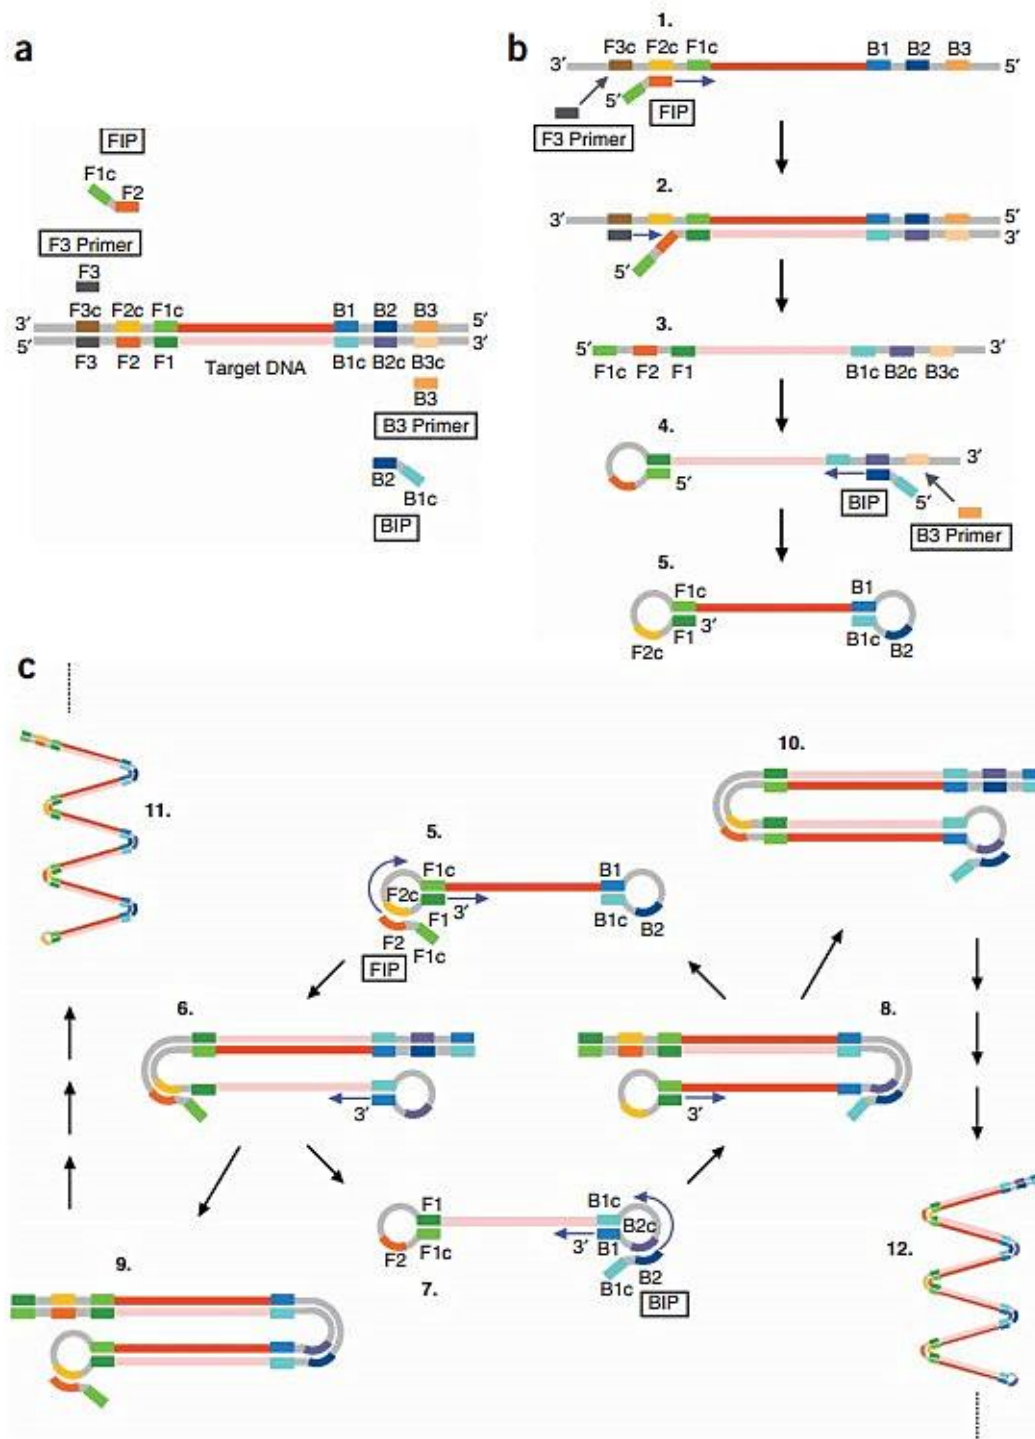 a
FIP
F1c
F2
F3 Primer
F3
F3c F2c F1c B1 B2 B3
3′ 5′
5′ 3′
F3 F2 F1 Target DNA B1c B2c B3c
B3
B3 Primer
B2
B1c
BIP
b
1.
F3c F2c F1c B1 B2 B3
3′ 5′
5′
FIP
F3 Primer
2.
3′ 5′
3′
5′
3.
5′ 3′
F1c F2 F1 B1c B2c B3c
4.
3′
5′ 5′
BIP
B3 Primer
5.
F1c B1
F1 3′ B1c
F2c B2
c
11.
5.
F1c B1
F2c
F1 3′ B1c B2
F2
F1c
FIP
10.
6.
3′
8.
3′
F1 B1c
B2c
3′ B1
F2 F1c
B2
B1c
BIP
7.
9.
12.